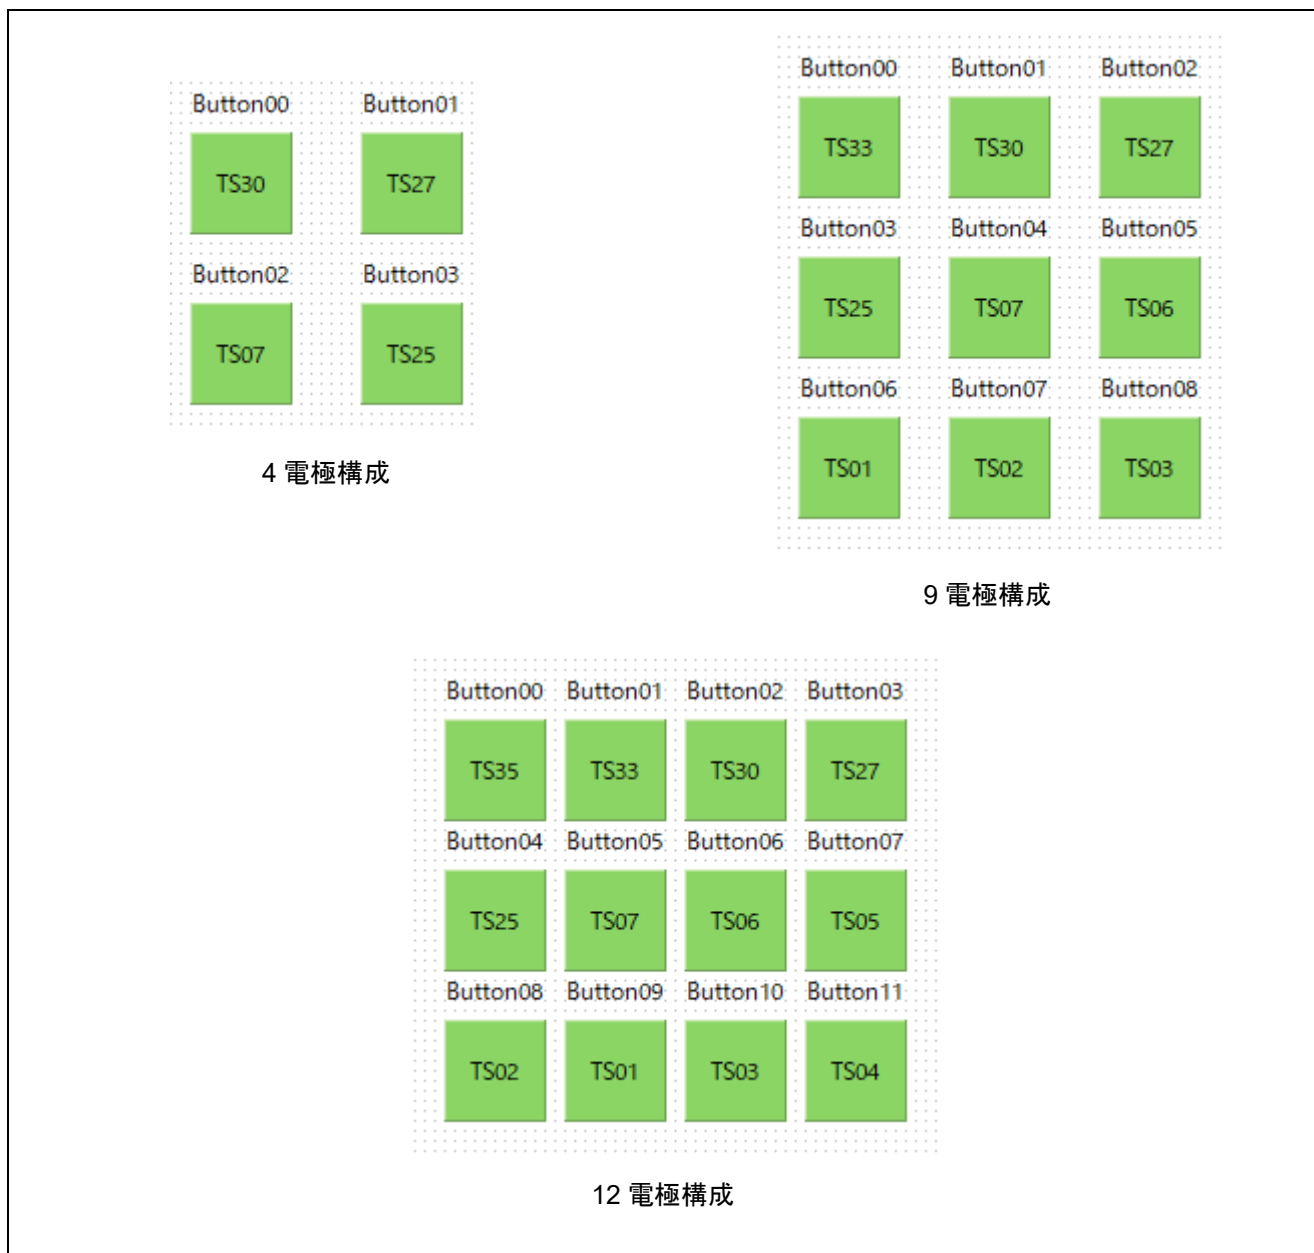 Button00 Button01
TS30 TS27
Button02 Button03
TS07 TS25
4 電極構成
Button00 Button01 Button02
TS33 TS30 TS27
Button03 Button04 Button05
TS25 TS07 TS06
Button06 Button07 Button08
TS01 TS02 TS03
9 電極構成
Button00 Button01 Button02 Button03
TS35 TS33 TS30 TS27
Button04 Button05 Button06 Button07
TS25 TS07 TS06 TS05
Button08 Button09 Button10 Button11
TS02 TS01 TS03 TS04
12 電極構成